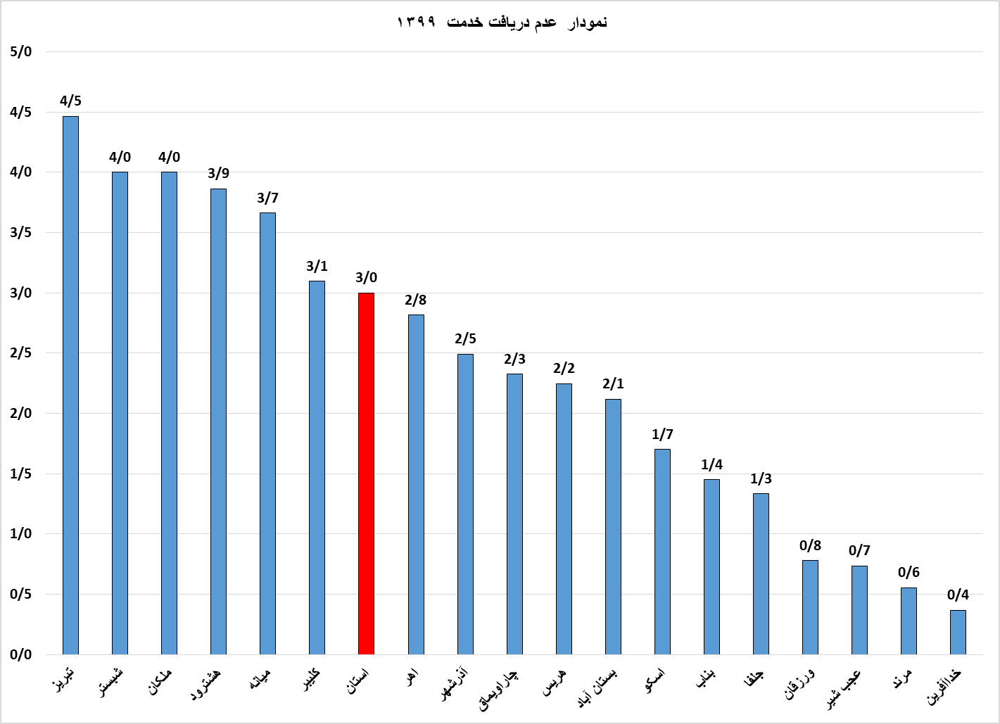 نمودار عدم دریافت خدمت ۱۳۹۹
5/0
4/5
4/0
3/5
3/0
2/5
2/0
1/5
1/0
0/5
0/0
4/5
4/0
4/0
3/9
3/7
3/1
3/0
2/8
2/5
2/3
2/2
2/1
1/7
1/4
1/3
0/8
0/7
0/6
0/4
تبریز
شبستر
ملکان
هشترود
میانه
کلیبر
استان
اهر
آذرشهر
چاراویماق
هریس
بستان آباد
اسکو
بناب
جلفا
ورزقان
عجب شیر
مرند
خداآفرین